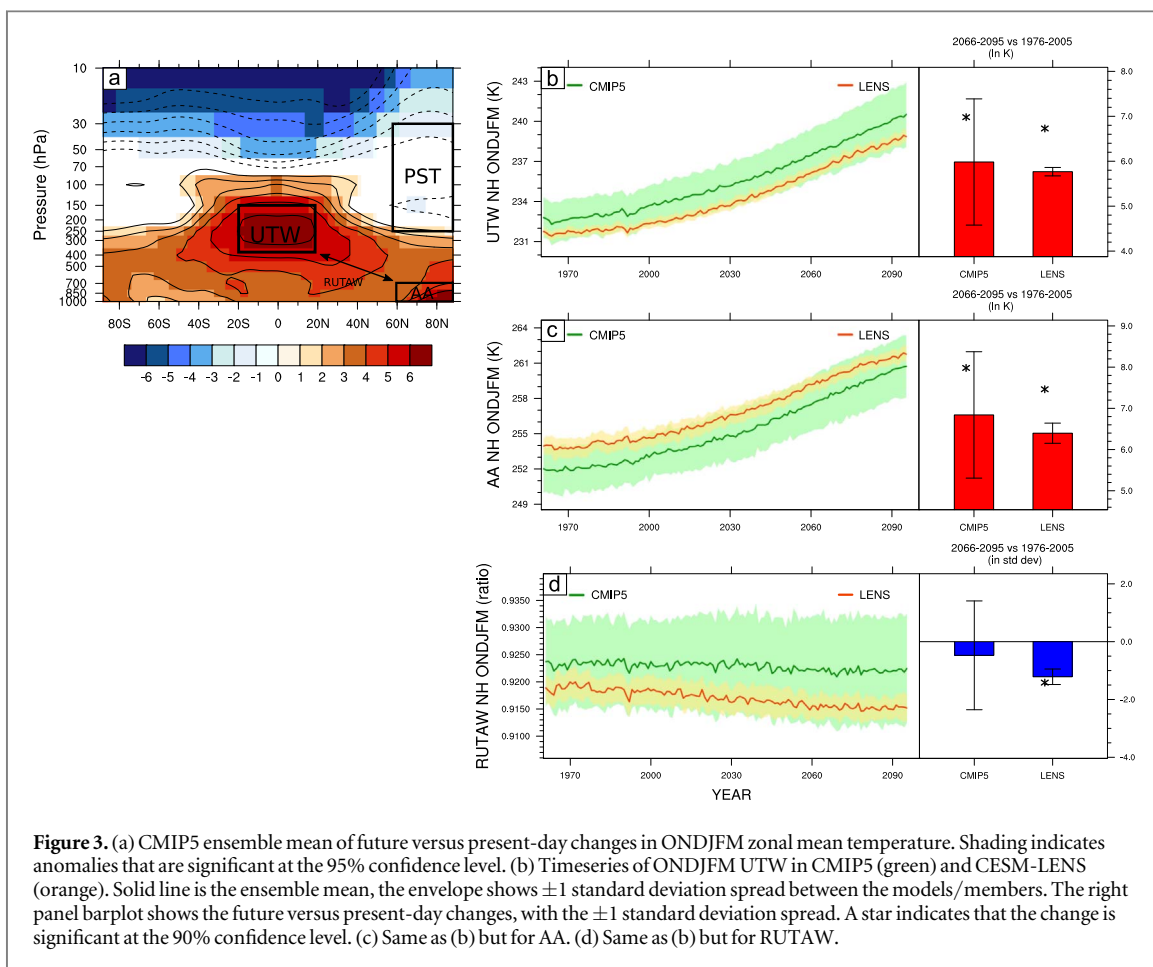 a
10
30
50
70
100
150
200
250
300
400
500
700
850
1000
Pressure (hPa)
PST
UTW
RUTAW
AA
80S 60S 40S 20S 0 20N 40N 60N 80N
-6 -5 -4 -3 -2 -1 0 1 2 3 4 5 6
b
CMIP5 LENS
UTW NH ONDJFM (K)
243
240
237
234
231
1970 2000 2030 2060 2090
2066-2095 vs 1976-2005
(In K)
8.0
7.0
6.0
5.0
4.0
* *
CMIP5 LENS
c
CMIP5 LENS
AA NH ONDJFM (K)
264
261
258
255
252
249
1970 2000 2030 2060 2090
2066-2095 vs 1976-2005
(In K)
9.0
8.0
7.0
6.0
5.0
* *
CMIP5 LENS
d
CMIP5 LENS
RUTAW NH ONDJFM (ratio)
0.9350
0.9300
0.9250
0.9200
0.9150
0.9100
1970 2000 2030 2060 2090
YEAR
2066-2095 vs 1976-2005
(in std dev)
2.0
0.0
-2.0
-4.0
*
CMIP5 LENS
Figure 3. (a) CMIP5 ensemble mean of future versus present-day changes in ONDJFM zonal mean temperature. Shading indicates
anomalies that are significant at the 95% confidence level. (b) Timeseries of ONDJFM UTW in CMIP5 (green) and CESM-LENS
(orange). Solid line is the ensemble mean, the envelope shows ±1 standard deviation spread between the models/members. The right
panel barplot shows the future versus present-day changes, with the ±1 standard deviation spread. A star indicates that the change is
significant at the 90% confidence level. (c) Same as (b) but for AA. (d) Same as (b) but for RUTAW.